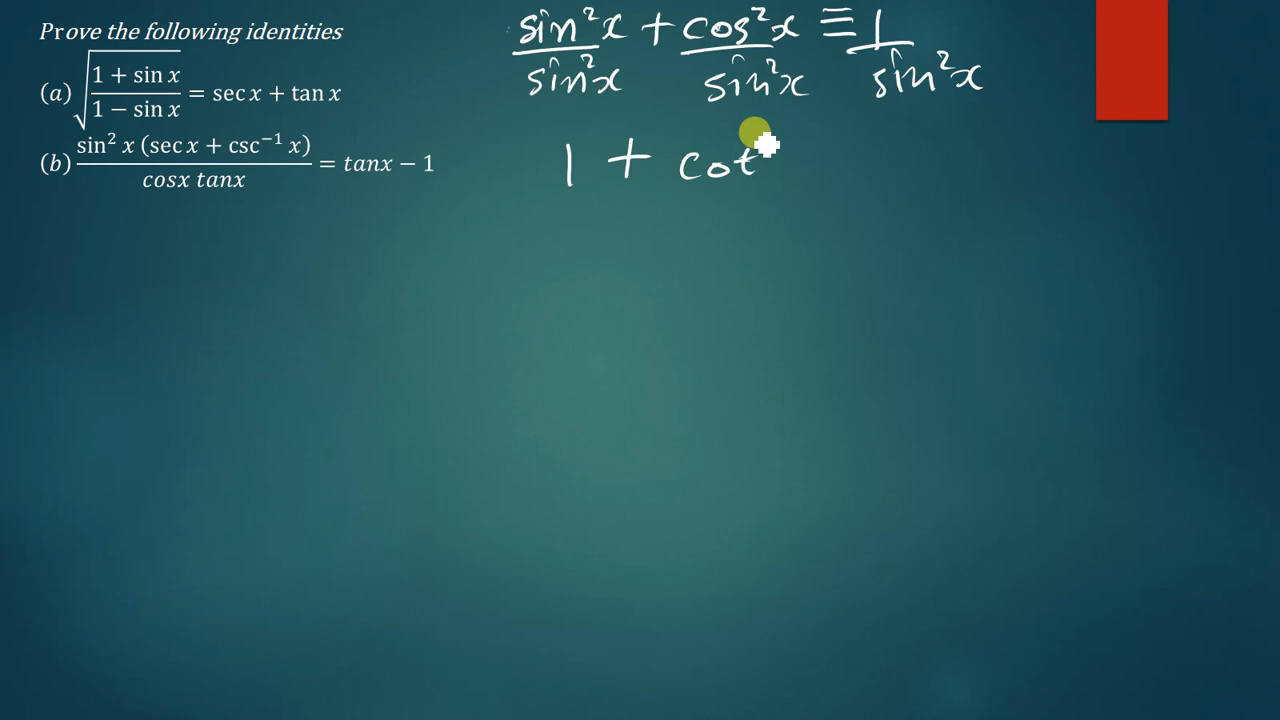 Prove the following identities
(a) √((1 + sin x)/(1 − sin x)) = sec x + tan x
(b) (sin² x (sec x + csc⁻¹ x))/(cosx tanx) = tanx − 1
sin²x/sin²x + cos²x/sin²x ≡ 1/sin²x
1 + cot